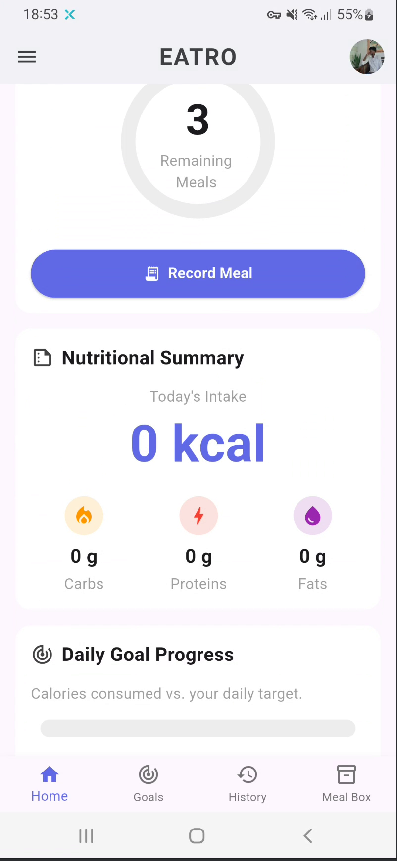 18:53
55%
EATRO
3
Remaining
Meals
Record Meal
Nutritional Summary
Today's Intake
0 kcal
0 g
0 g
0 g
Carbs
Proteins
Fats
Daily Goal Progress
Calories consumed vs. your daily target.
Home
Goals
History
Meal Box